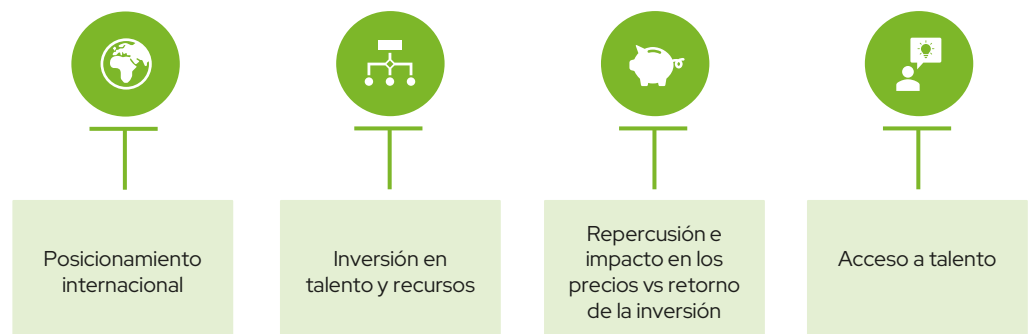 Posicionamiento
internacional
Inversión en
talento y recursos
Repercusión e
impacto en los
precios vs retorno
de la inversión
Acceso a talento